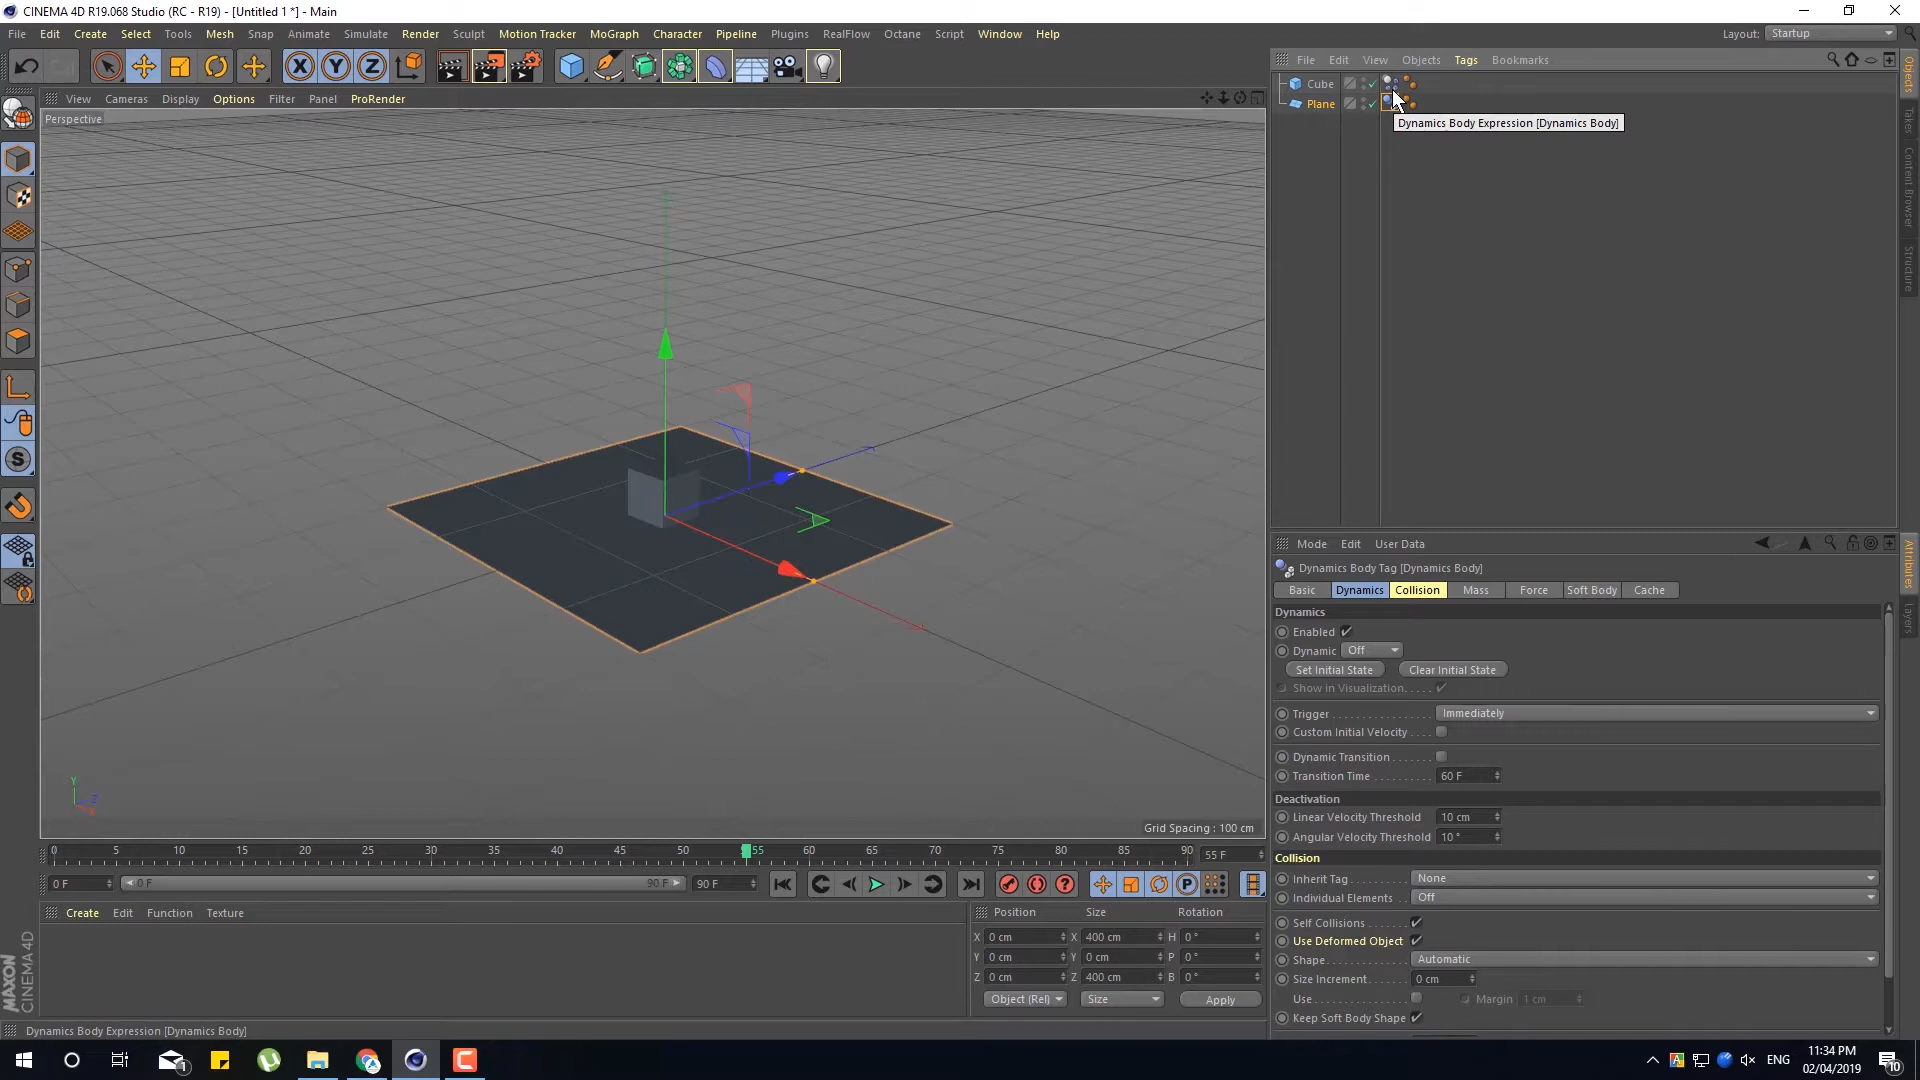 CINEMA 4D R19.068 Studio (RC - R19) - [Untitled 1 *] - Main
File Edit Create Select Tools Mesh Snap Animate Simulate Render Sculpt Motion Tracker MoGraph Character Pipeline Plugins RealFlow Octane Script Window Help
Layout: Startup
X Y Z
File Edit View Objects Tags Bookmarks
View Cameras Display Options Filter Panel ProRender
Perspective
Cube
Plane
Dynamics Body Expression [Dynamics Body]
Objects
Takes
Content Browser
Structure
S
Y
Z
X
Grid Spacing : 100 cm
Mode Edit User Data
Dynamics Body Tag [Dynamics Body]
Basic Dynamics Collision Mass Force Soft Body Cache
Dynamics
Enabled
Dynamic Off
Set Initial State Clear Initial State
Show in Visualization
Trigger Immediately
Custom Initial Velocity
Dynamic Transition
Transition Time 60 F
Deactivation
Linear Velocity Threshold 10 cm
Angular Velocity Threshold 10 °
Collision
Inherit Tag None
Individual Elements Off
Self Collisions
Use Deformed Object
Shape Automatic
Size Increment 0 cm
Use Margin 1 cm
Keep Soft Body Shape
Attributes
Layers
0 5 10 15 20 25 30 35 40 45 50 55 60 65 70 75 80 85 90 55 F
0 F 0 F 90 F 90 F
P
Create Edit Function Texture
Position Size Rotation
X 0 cm X 400 cm H 0 °
Y 0 cm Y 0 cm P 0 °
Z 0 cm Z 400 cm B 0 °
Object (Rel) Size Apply
MAXON
CINEMA 4D
Dynamics Body Expression [Dynamics Body]
ENG
11:34 PM
02/04/2019
1
10